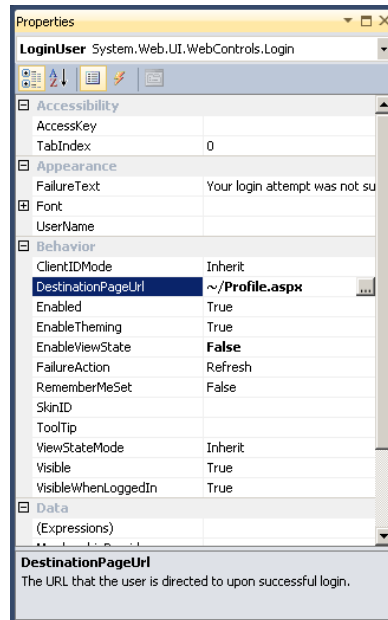 Properties
LoginUser System.Web.UI.WebControls.Login
Accessibility
AccessKey
TabIndex 0
Appearance
FailureText Your login attempt was not su
Font
UserName
Behavior
ClientIDMode Inherit
DestinationPageUrl ~/Profile.aspx ...
Enabled True
EnableTheming True
EnableViewState False
FailureAction Refresh
RememberMeSet False
SkinID
ToolTip
ViewStateMode Inherit
Visible True
VisibleWhenLoggedIn True
Data
(Expressions)
DestinationPageUrl
The URL that the user is directed to upon successful login.